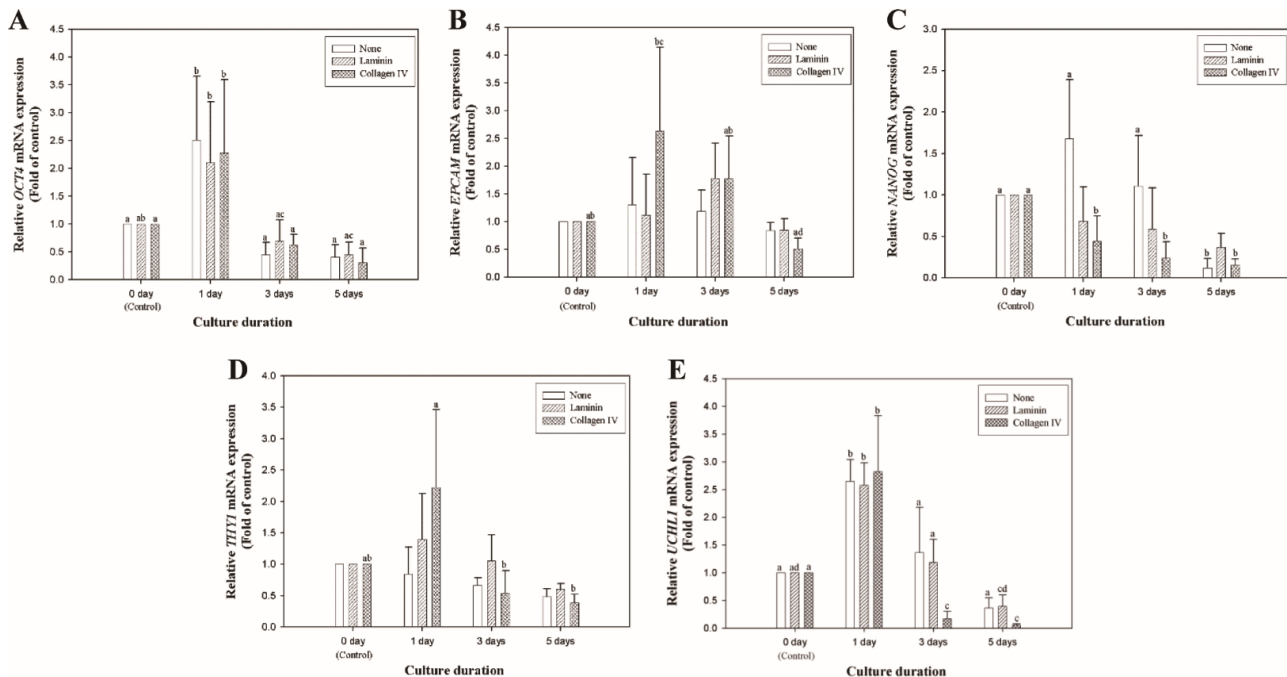 A
Relative OCT4 mRNA expression
(Fold of control)
4.5
4.0
3.5
3.0
2.5
2.0
1.5
1.0
0.5
0.0
None
Laminin
Collagen IV
a ab a
b b b
a ac a
a ac a
0 day 1 day 3 days 5 days
(Control)
Culture duration
B
Relative EPCAM mRNA expression
(Fold of control)
4.5
4.0
3.5
3.0
2.5
2.0
1.5
1.0
0.5
0.0
None
Laminin
Collagen IV
ab
bc
ab
ad
0 day 1 day 3 days 5 days
(Control)
Culture duration
C
Relative NANOG mRNA expression
(Fold of control)
3.0
2.5
2.0
1.5
1.0
0.5
0.0
None
Laminin
Collagen IV
a a
a b
a b
b b
0 day 1 day 3 days 5 days
(Control)
Culture duration
D
Relative THY1 mRNA expression
(Fold of control)
4.0
3.5
3.0
2.5
2.0
1.5
1.0
0.5
0.0
None
Laminin
Collagen IV
ab
a
b
b
0 day 1 day 3 days 5 days
(Control)
Culture duration
E
Relative UCHL1 mRNA expression
(Fold of control)
4.5
4.0
3.5
3.0
2.5
2.0
1.5
1.0
0.5
0.0
None
Laminin
Collagen IV
a ad a
b b b
a a c
a cd c
0 day 1 day 3 days 5 days
(Control)
Culture duration